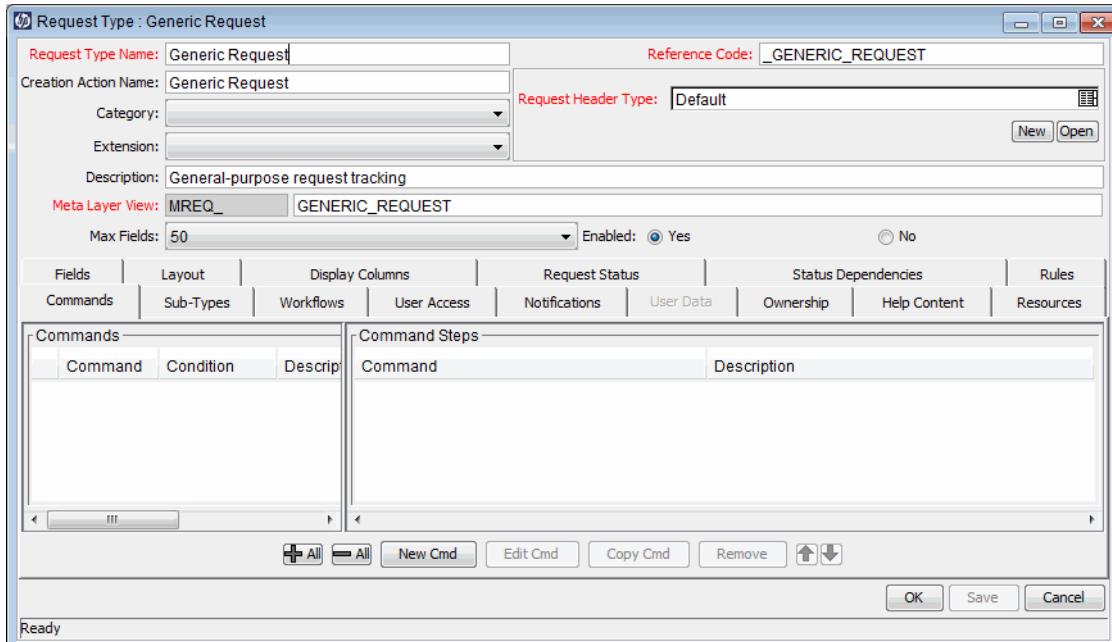 Request Type : Generic Request
Request Type Name: Generic Request
Reference Code: _GENERIC_REQUEST
Creation Action Name: Generic Request
Request Header Type: Default
Category:
New Open
Extension:
Description: General-purpose request tracking
Meta Layer View: MREQ_ GENERIC_REQUEST
Max Fields: 50 Enabled: Yes No
Fields Layout Display Columns Request Status Status Dependencies Rules
Commands Sub-Types Workflows User Access Notifications User Data Ownership Help Content Resources
Commands Command Steps
Command Condition Descript Command Description
All All New Cmd Edit Cmd Copy Cmd Remove
OK Save Cancel
Ready